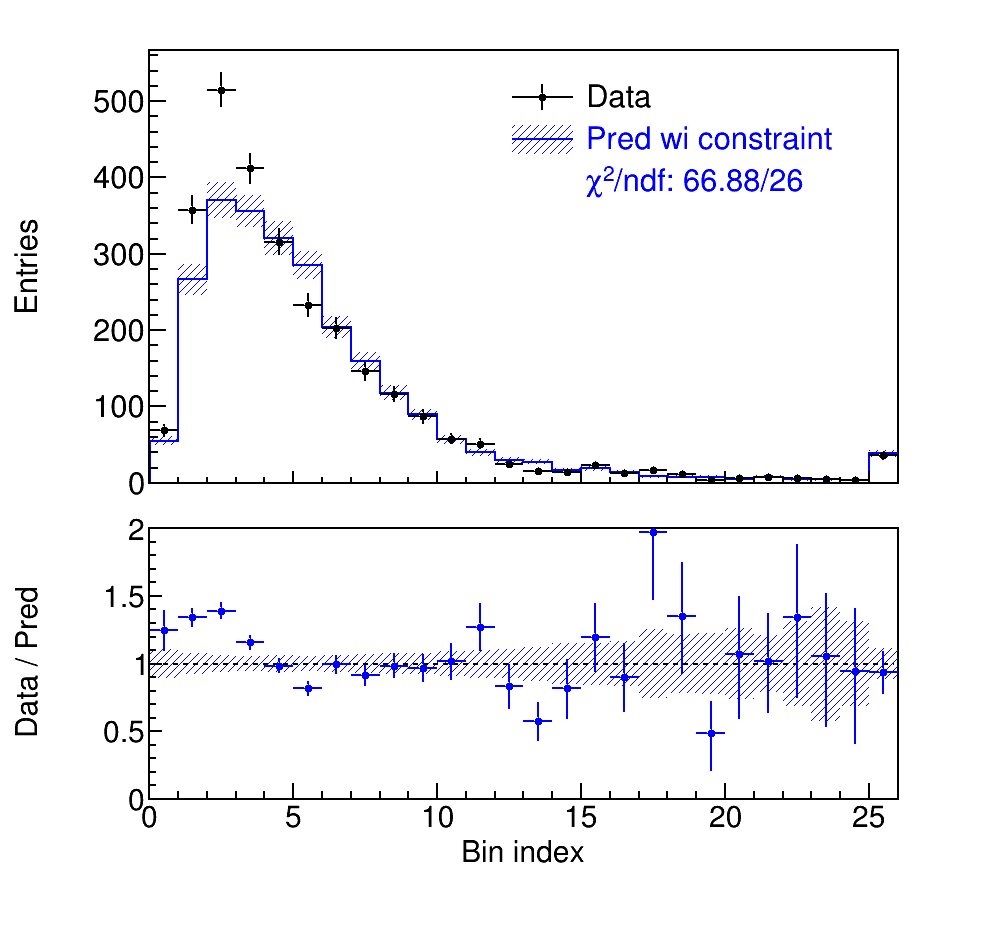 Data
Pred wi constraint
χ²/ndf: 66.88/26
Entries
500
400
300
200
100
0
Data / Pred
2
1.5
1
0.5
0
0 5 10 15 20 25
Bin index